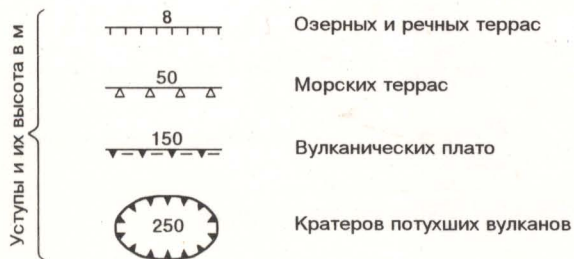 Уступы и их высота в м
8 Озерных и речных террас
50 Морских террас
150 Вулканических плато
250 Кратеров потухших вулканов